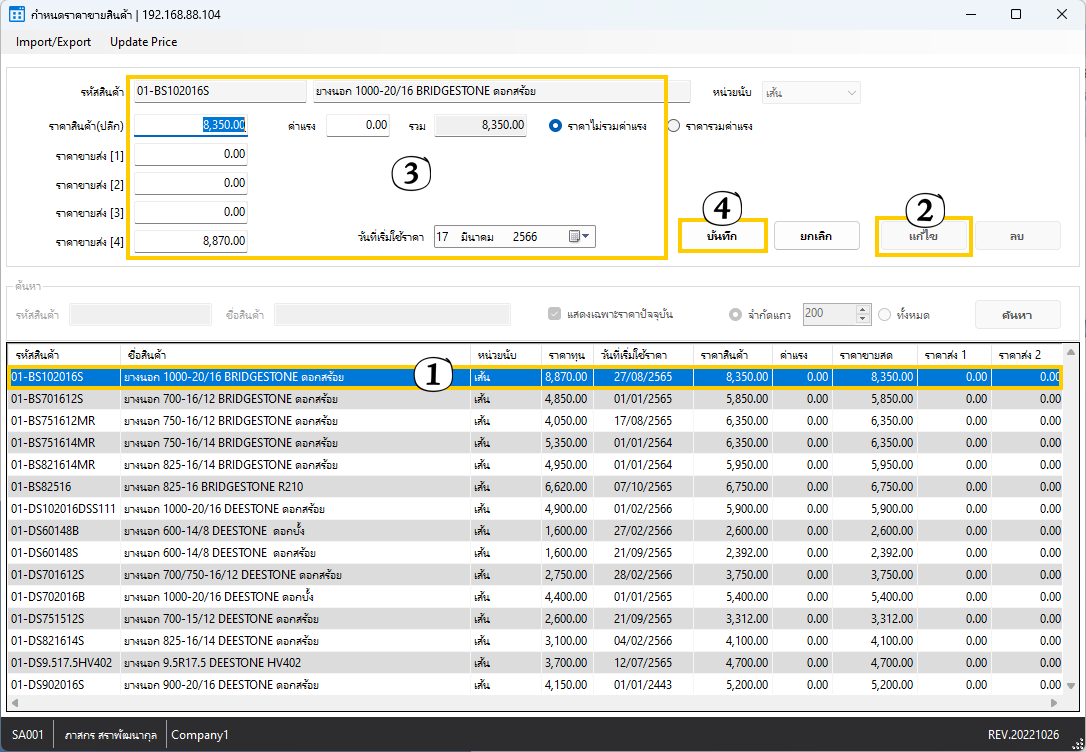 กำหนดราคาขายสินค้า | 192.168.88.104
Import/Export Update Price
รหัสสินค้า 01-BS102016S ยางนอก 1000-20/16 BRIDGESTONE ดอกสร้อย หน่วยนับ เส้น
ราคาสินค้า(ปลีก) 8,350.00 ค่าแรง 0.00 รวม 8,350.00 ราคาไม่รวมค่าแรง ราคารวมค่าแรง
ราคาขายส่ง [1] 0.00
3
ราคาขายส่ง [2] 0.00
ราคาขายส่ง [3] 0.00
4 2
ราคาขายส่ง [4] 8,870.00 วันที่เริ่มใช้ราคา 17 มีนาคม 2566 บันทึก ยกเลิก แก้ไข ลบ
ค้นหา
รหัสสินค้า ชื่อสินค้า แสดงเฉพาะราคาปัจจุบัน จำกัดแถว 200 ทั้งหมด ค้นหา
รหัสสินค้า ชื่อสินค้า หน่วยนับ ราคาทุน วันที่เริ่มใช้ราคา ราคาสินค้า ค่าแรง ราคาขายสด ราคาส่ง 1 ราคาส่ง 2
01-BS102016S ยางนอก 1000-20/16 BRIDGESTONE ดอกสร้อย 1 เส้น 8,870.00 27/08/2565 8,350.00 0.00 8,350.00 0.00 0.00
01-BS701612S ยางนอก 700-16/12 BRIDGESTONE ดอกสร้อย เส้น 4,850.00 01/01/2565 5,850.00 0.00 5,850.00 0.00 0.00
01-BS751612MR ยางนอก 750-16/12 BRIDGESTONE ดอกสร้อย เส้น 4,050.00 17/08/2565 6,350.00 0.00 6,350.00 0.00 0.00
01-BS751614MR ยางนอก 750-16/14 BRIDGESTONE ดอกสร้อย เส้น 5,350.00 01/01/2564 6,350.00 0.00 6,350.00 0.00 0.00
01-BS821614MR ยางนอก 825-16/14 BRIDGESTONE ดอกสร้อย เส้น 4,950.00 01/01/2564 5,950.00 0.00 5,950.00 0.00 0.00
01-BS82516 ยางนอก 825-16 BRIDGESTONE R210 เส้น 6,620.00 07/10/2565 6,750.00 0.00 6,750.00 0.00 0.00
01-DS102016DSS111 ยางนอก 1000-20/16 DEESTONE ดอกสร้อย เส้น 4,900.00 01/02/2566 5,900.00 0.00 5,900.00 0.00 0.00
01-DS60148B ยางนอก 600-14/8 DEESTONE ดอกบั้ง เส้น 1,600.00 27/02/2566 2,600.00 0.00 2,600.00 0.00 0.00
01-DS60148S ยางนอก 600-14/8 DEESTONE ดอกสร้อย เส้น 1,600.00 21/09/2565 2,392.00 0.00 2,392.00 0.00 0.00
01-DS701612S ยางนอก 700/750-16/12 DEESTONE ดอกสร้อย เส้น 2,750.00 28/02/2566 3,750.00 0.00 3,750.00 0.00 0.00
01-DS702016B ยางนอก 1000-20/16 DEESTONE ดอกบั้ง เส้น 4,400.00 01/01/2565 5,400.00 0.00 5,400.00 0.00 0.00
01-DS751512S ยางนอก 700-15/12 DEESTONE ดอกสร้อย เส้น 2,600.00 21/09/2565 3,312.00 0.00 3,312.00 0.00 0.00
01-DS821614S ยางนอก 825-16/14 DEESTONE ดอกสร้อย เส้น 3,100.00 04/02/2566 4,100.00 0.00 4,100.00 0.00 0.00
01-DS9.517.5HV402 ยางนอก 9.5R17.5 DEESTONE HV402 เส้น 3,700.00 12/07/2565 4,700.00 0.00 4,700.00 0.00 0.00
01-DS902016S ยางนอก 900-20/16 DEESTONE ดอกสร้อย เส้น 4,150.00 01/01/2443 5,200.00 0.00 5,200.00 0.00 0.00
SA001 ภาสกร สราพัฒนากุล Company1 REV.20221026